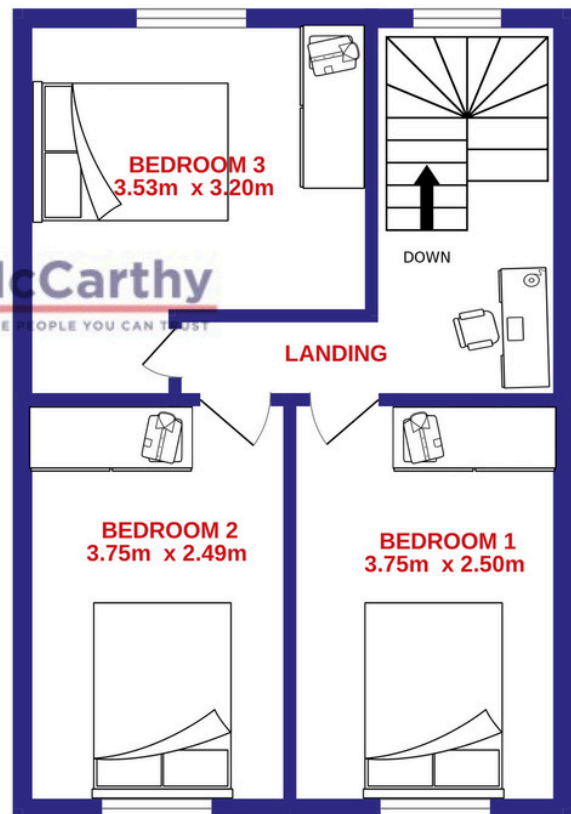 BEDROOM 3
3.53m x 3.20m
DOWN
cCarthy
E PEOPLE YOU CAN TRUST
LANDING
BEDROOM 2
3.75m x 2.49m
BEDROOM 1
3.75m x 2.50m